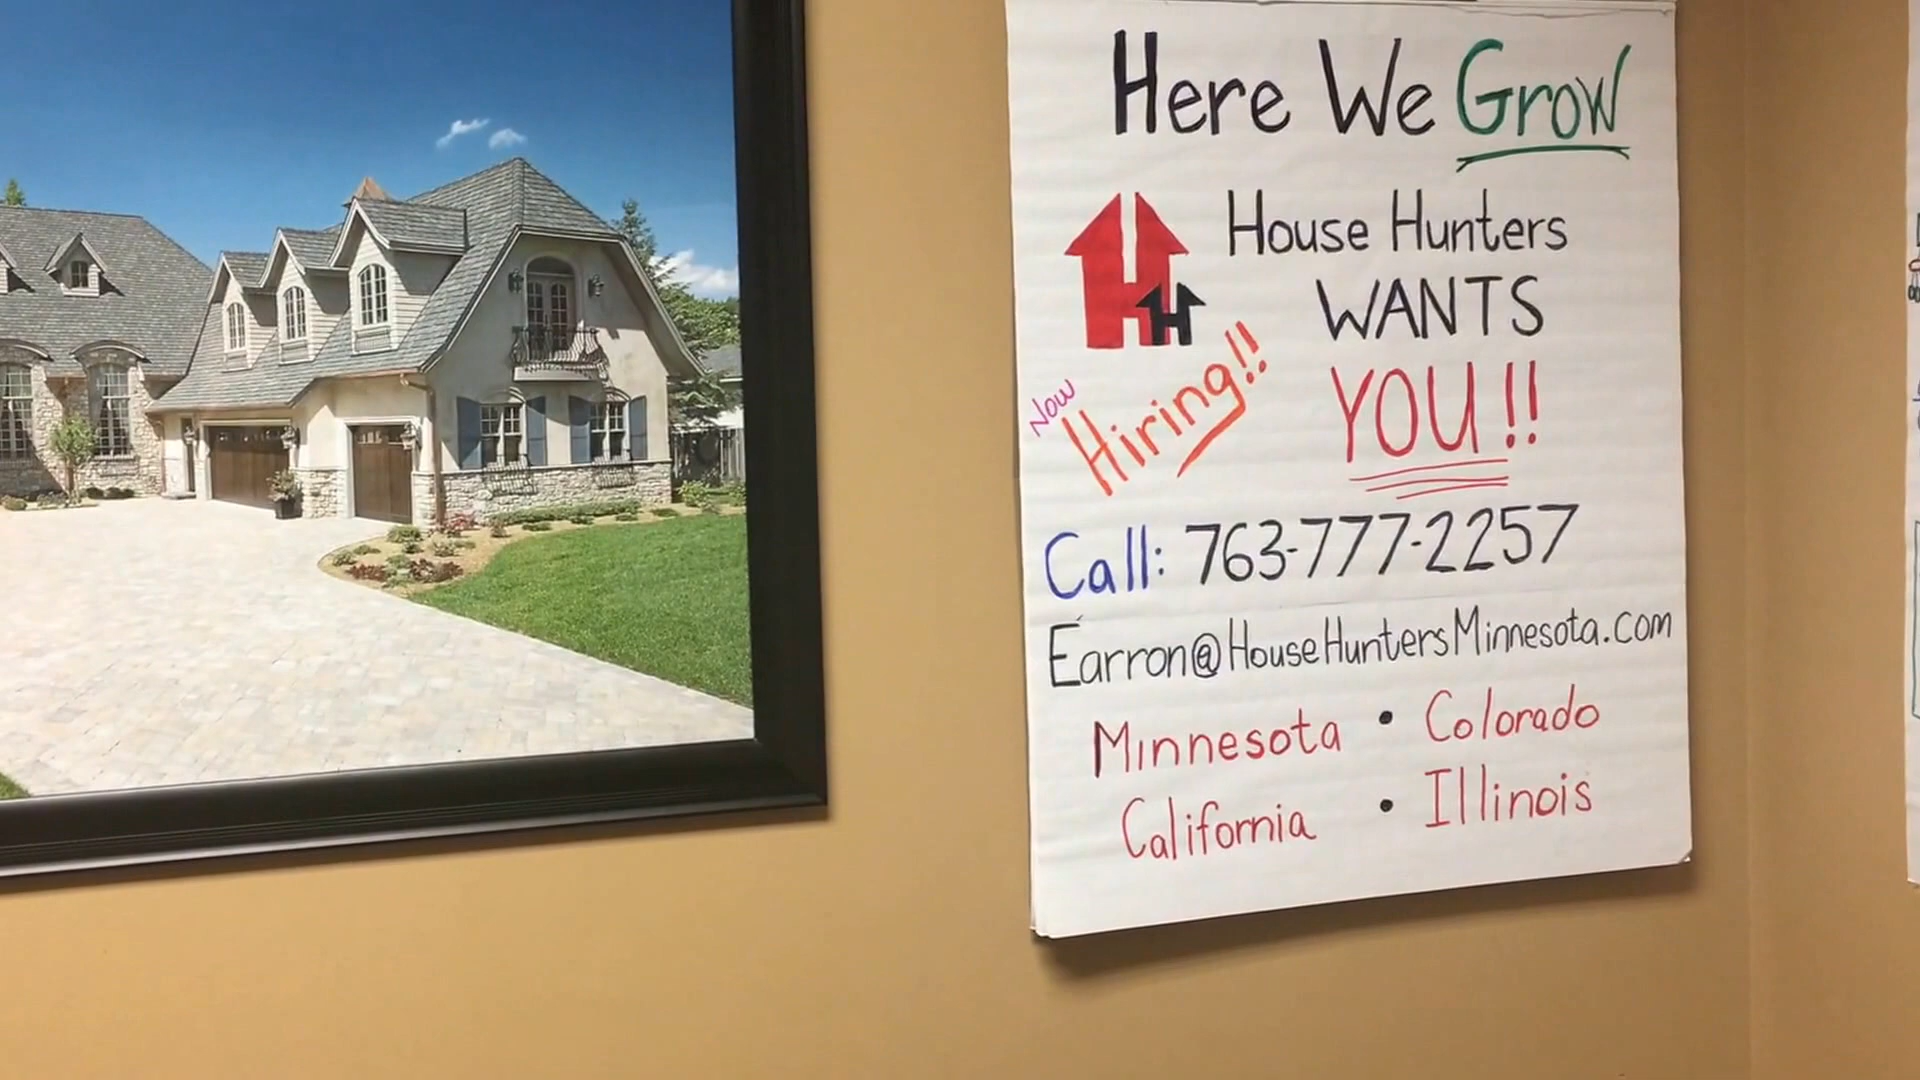 Here We Grow
House Hunters
WANTS
YOU!!
Now
Hiring!!
Call: 763-777-2257
Earron@HouseHuntersMinnesota.com
Minnesota • Colorado
California • Illinois